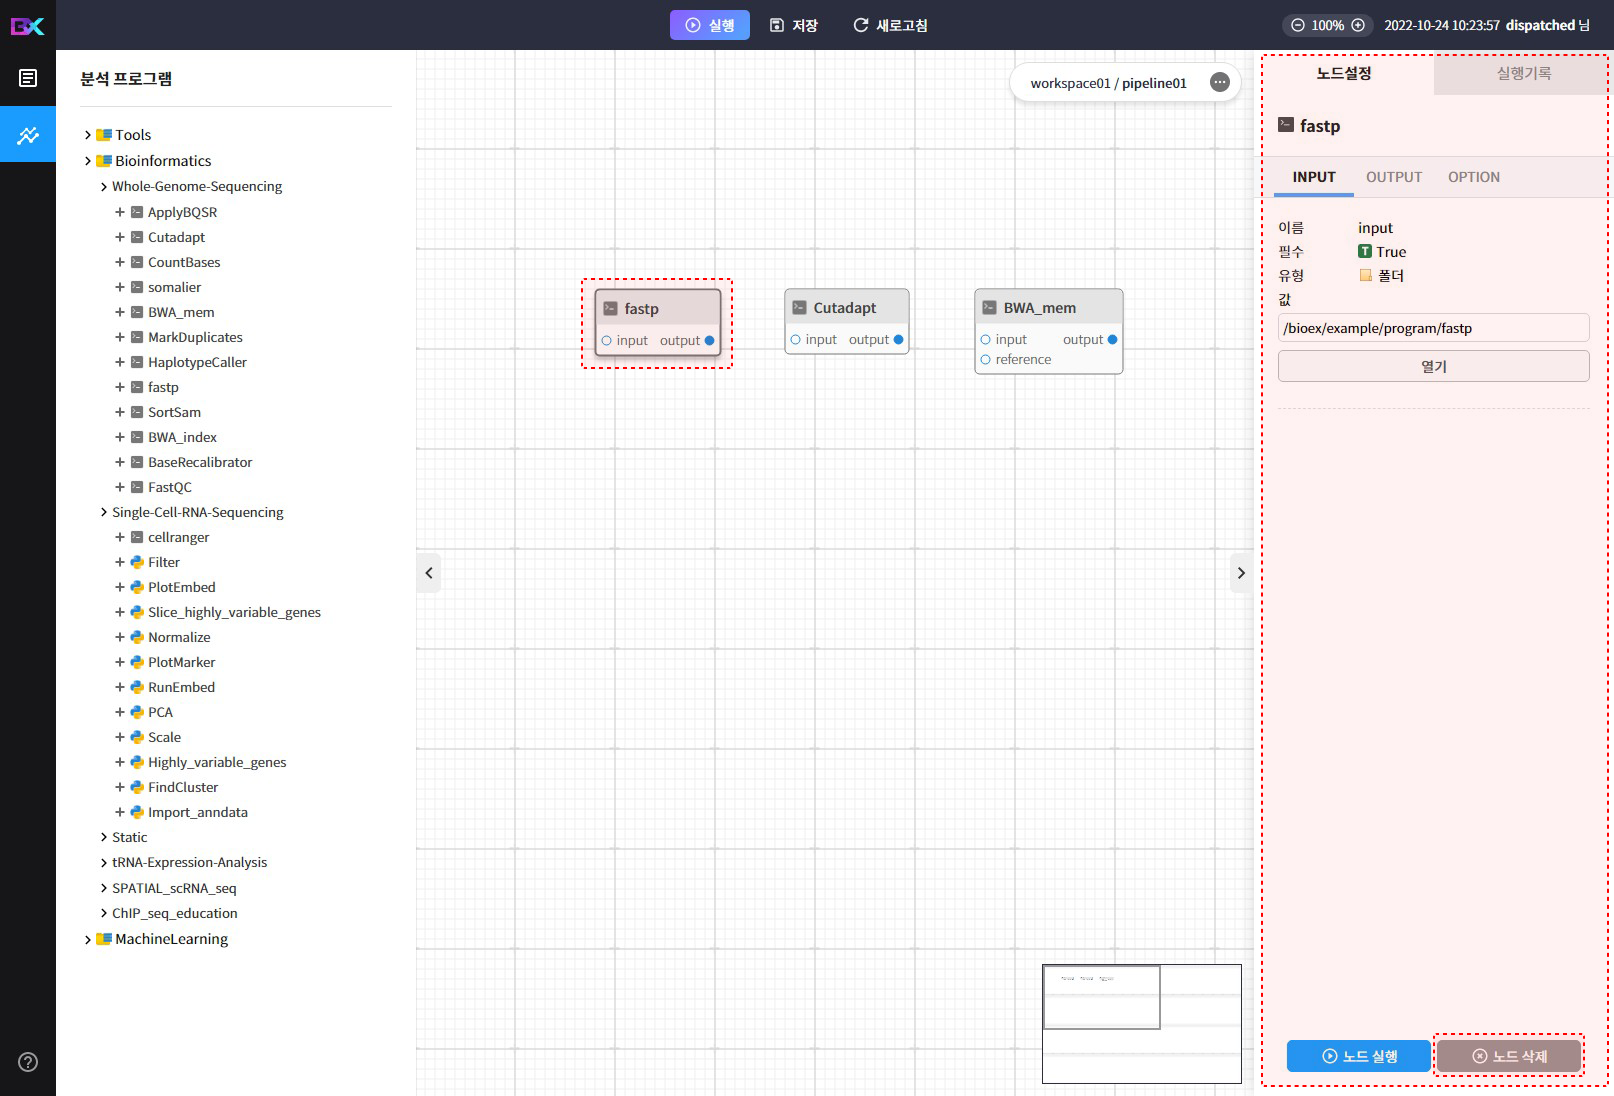 BX
실행
저장
새로고침
100%
2022-10-24 10:23:57 dispatched 님
분석 프로그램
Tools
Bioinformatics
Whole-Genome-Sequencing
ApplyBQSR
Cutadapt
CountBases
somalier
BWA_mem
MarkDuplicates
HaplotypeCaller
fastp
SortSam
BWA_index
BaseRecalibrator
FastQC
Single-Cell-RNA-Sequencing
cellranger
Filter
PlotEmbed
Slice_highly_variable_genes
Normalize
PlotMarker
RunEmbed
PCA
Scale
Highly_variable_genes
FindCluster
Import_anndata
Static
tRNA-Expression-Analysis
SPATIAL_scRNA_seq
ChIP_seq_education
MachineLearning
workspace01 / pipeline01
fastp
input output
Cutadapt
input output
BWA_mem
input output
reference
노드설정
실행기록
fastp
INPUT OUTPUT OPTION
이름 input
필수 T True
유형 폴더
값
/bioex/example/program/fastp
열기
노드 실행
노드 삭제